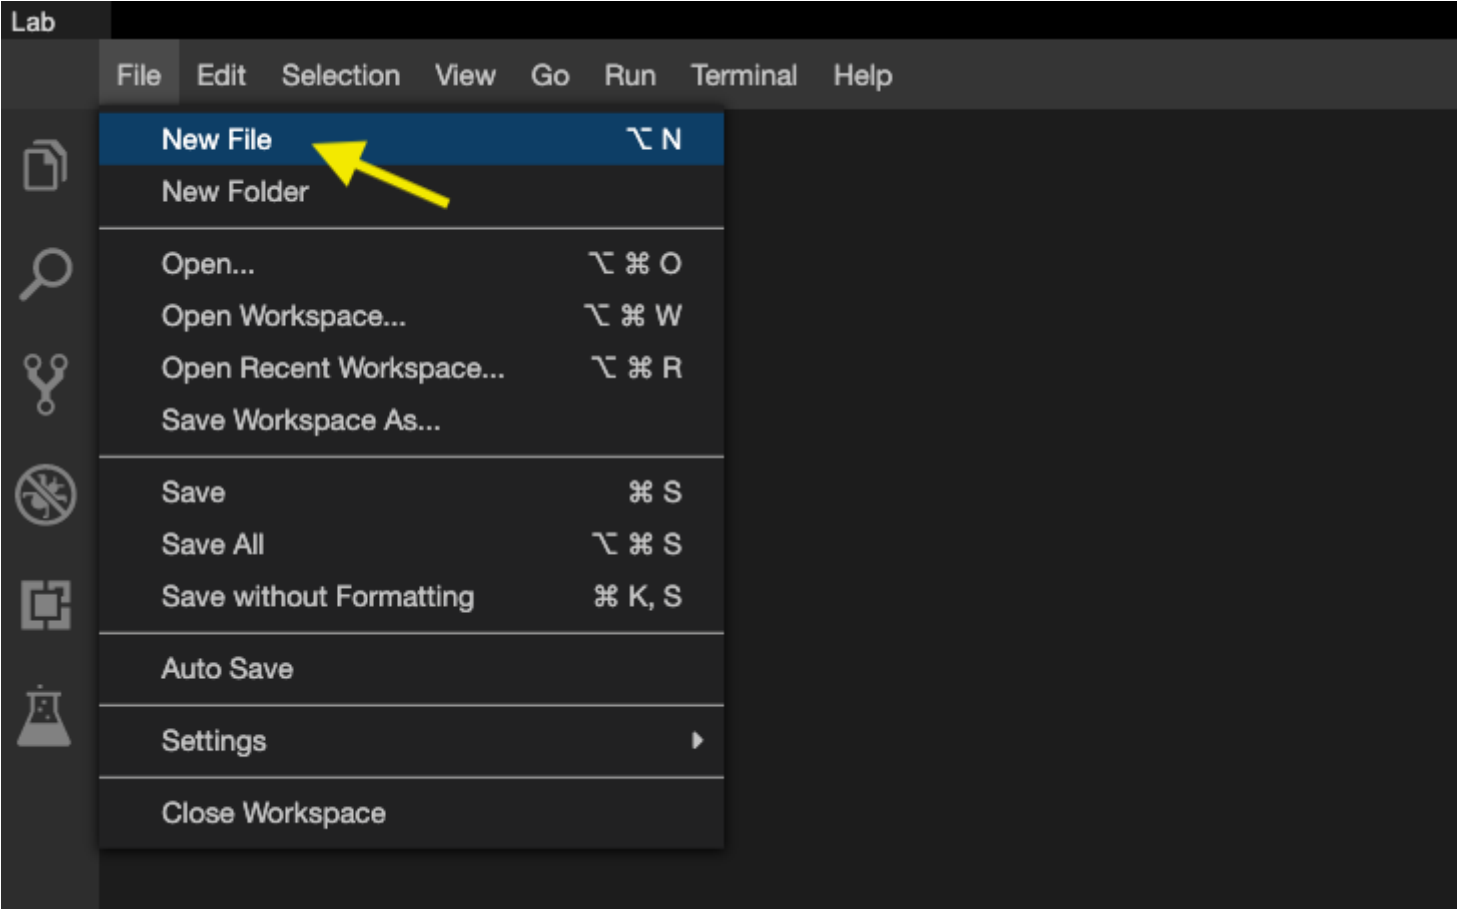 Lab
File Edit Selection View Go Run Terminal Help
New File ⌥ N
New Folder
Open... ⌥ ⌘ O
Open Workspace... ⌥ ⌘ W
Open Recent Workspace... ⌥ ⌘ R
Save Workspace As...
Save ⌘ S
Save All ⌥ ⌘ S
Save without Formatting ⌘ K, S
Auto Save
Settings
Close Workspace